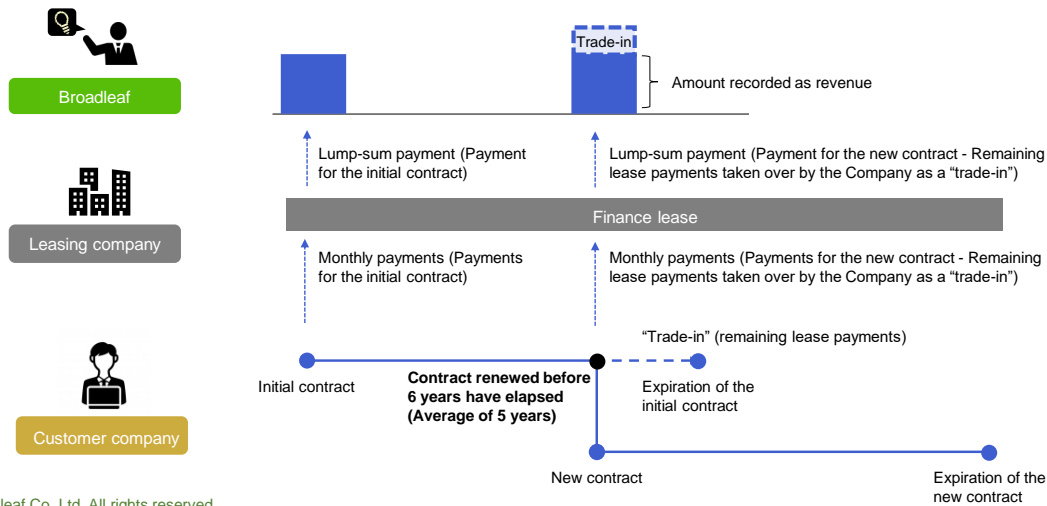 Trade-in
Amount recorded as revenue
Broadleaf
Lump-sum payment (Payment
for the initial contract)
Lump-sum payment (Payment for the new contract - Remaining
lease payments taken over by the Company as a “trade-in”)
Finance lease
Leasing company
Monthly payments (Payments
for the initial contract)
Monthly payments (Payments for the new contract - Remaining
lease payments taken over by the Company as a “trade-in”)
“Trade-in” (remaining lease payments)
Initial contract
Contract renewed before
6 years have elapsed
(Average of 5 years)
Expiration of the
initial contract
Customer company
New contract
Expiration of the
new contract
leaf Co.,Ltd. All rights reserved